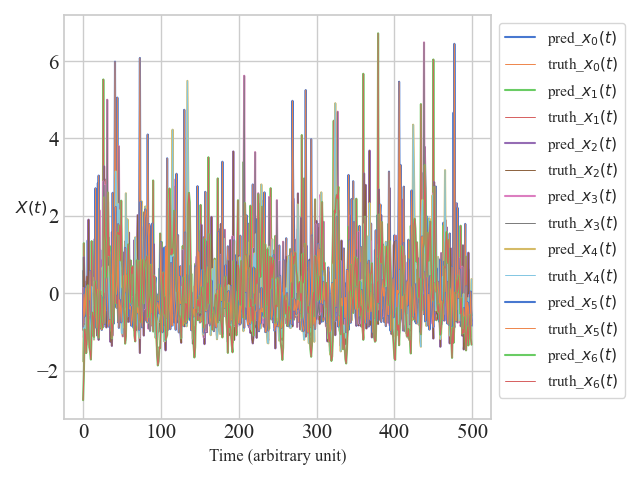 6
4
2
0
−2
X(t)
0 100 200 300 400 500
Time (arbitrary unit)
pred_x₀(t)
truth_x₀(t)
pred_x₁(t)
truth_x₁(t)
pred_x₂(t)
truth_x₂(t)
pred_x₃(t)
truth_x₃(t)
pred_x₄(t)
truth_x₄(t)
pred_x₅(t)
truth_x₅(t)
pred_x₆(t)
truth_x₆(t)